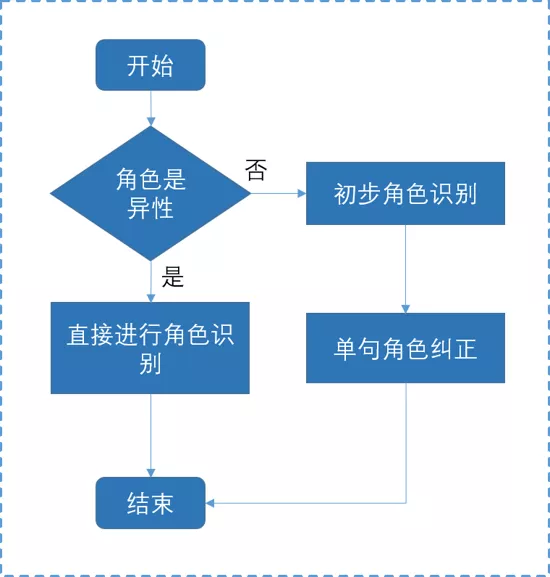 开始
角色是
异性
否
初步角色识别
是
直接进行角色识
别
单句角色纠正
结束